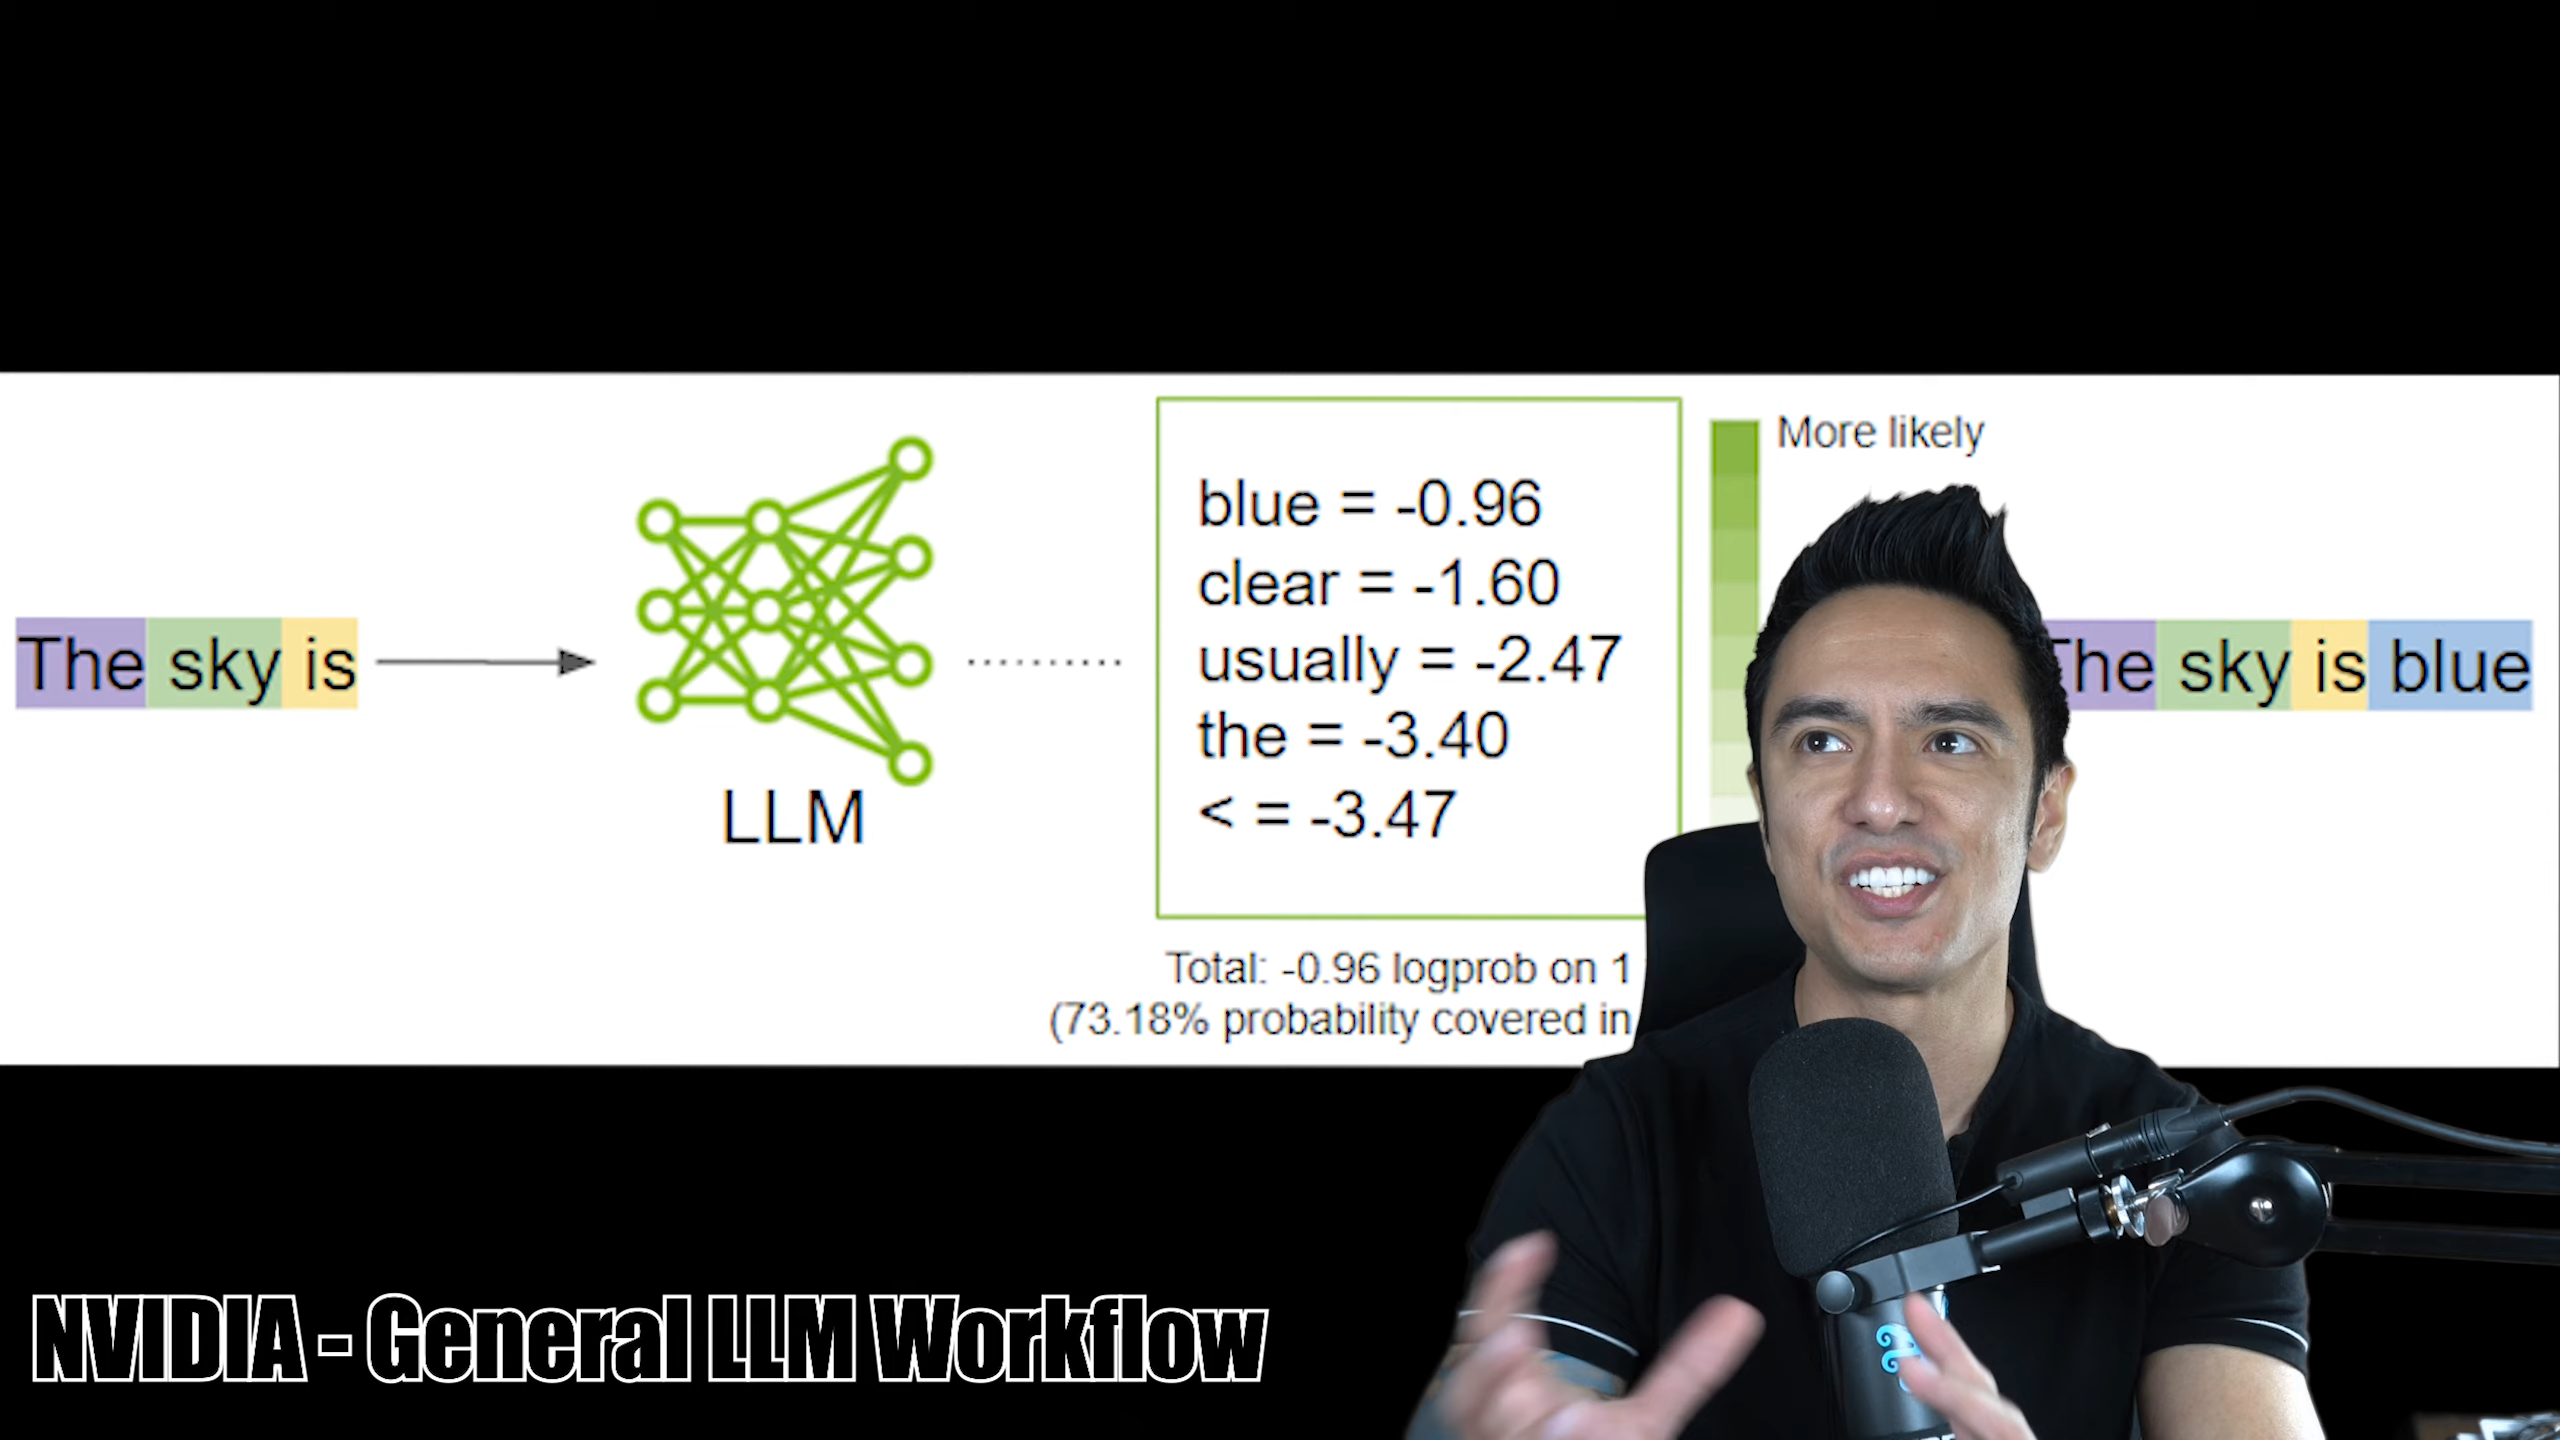 The sky is
LLM
blue = -0.96
clear = -1.60
usually = -2.47
the = -3.40
< = -3.47
Total: -0.96 logprob on 1
(73.18% probability covered in
More likely
The sky is blue
NVIDIA - General LLM Workflow